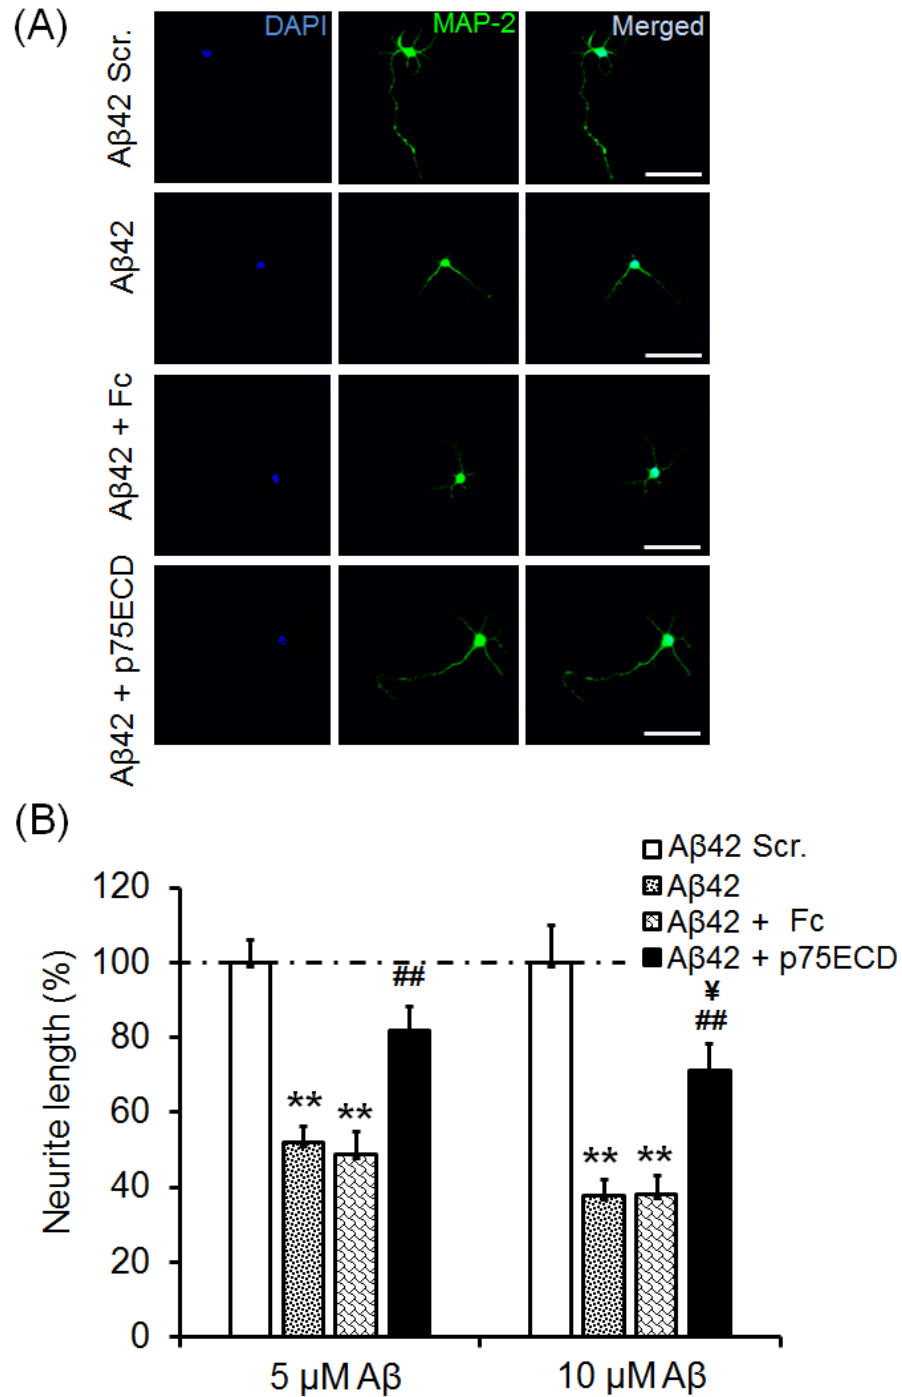 (A)
DAPI MAP-2 Merged
Aβ42 Scr.
Aβ42
Aβ42 + Fc
Aβ42 + p75ECD
(B)
Aβ42 Scr.
Aβ42
Aβ42 + Fc
Aβ42 + p75ECD
Neurite length (%)
120
100
80
60
40
20
0
** ** ##
** ** ¥
##
5 µM Aβ 10 µM Aβ